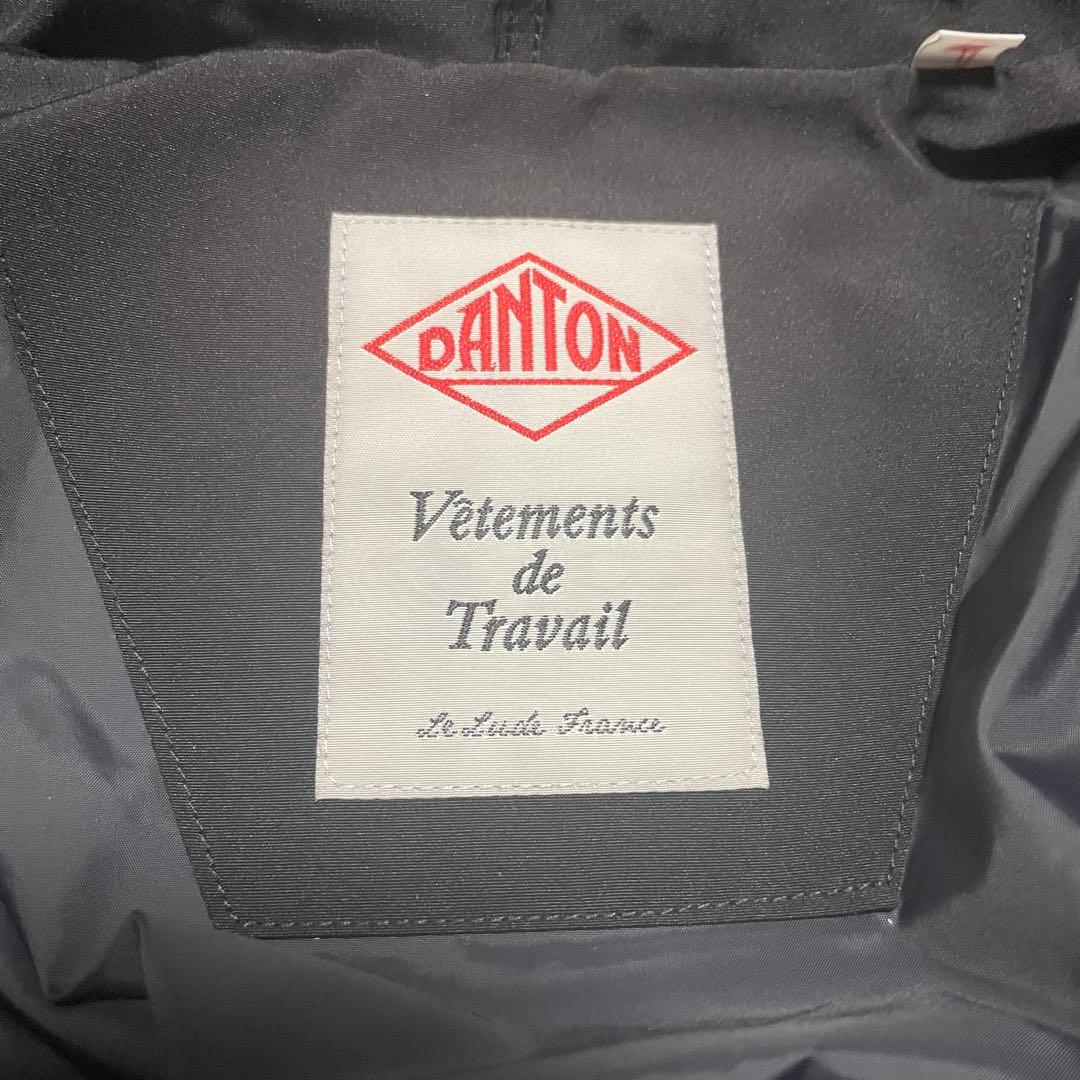 DANTON
Vêtements
de
Travail
Le Lude France